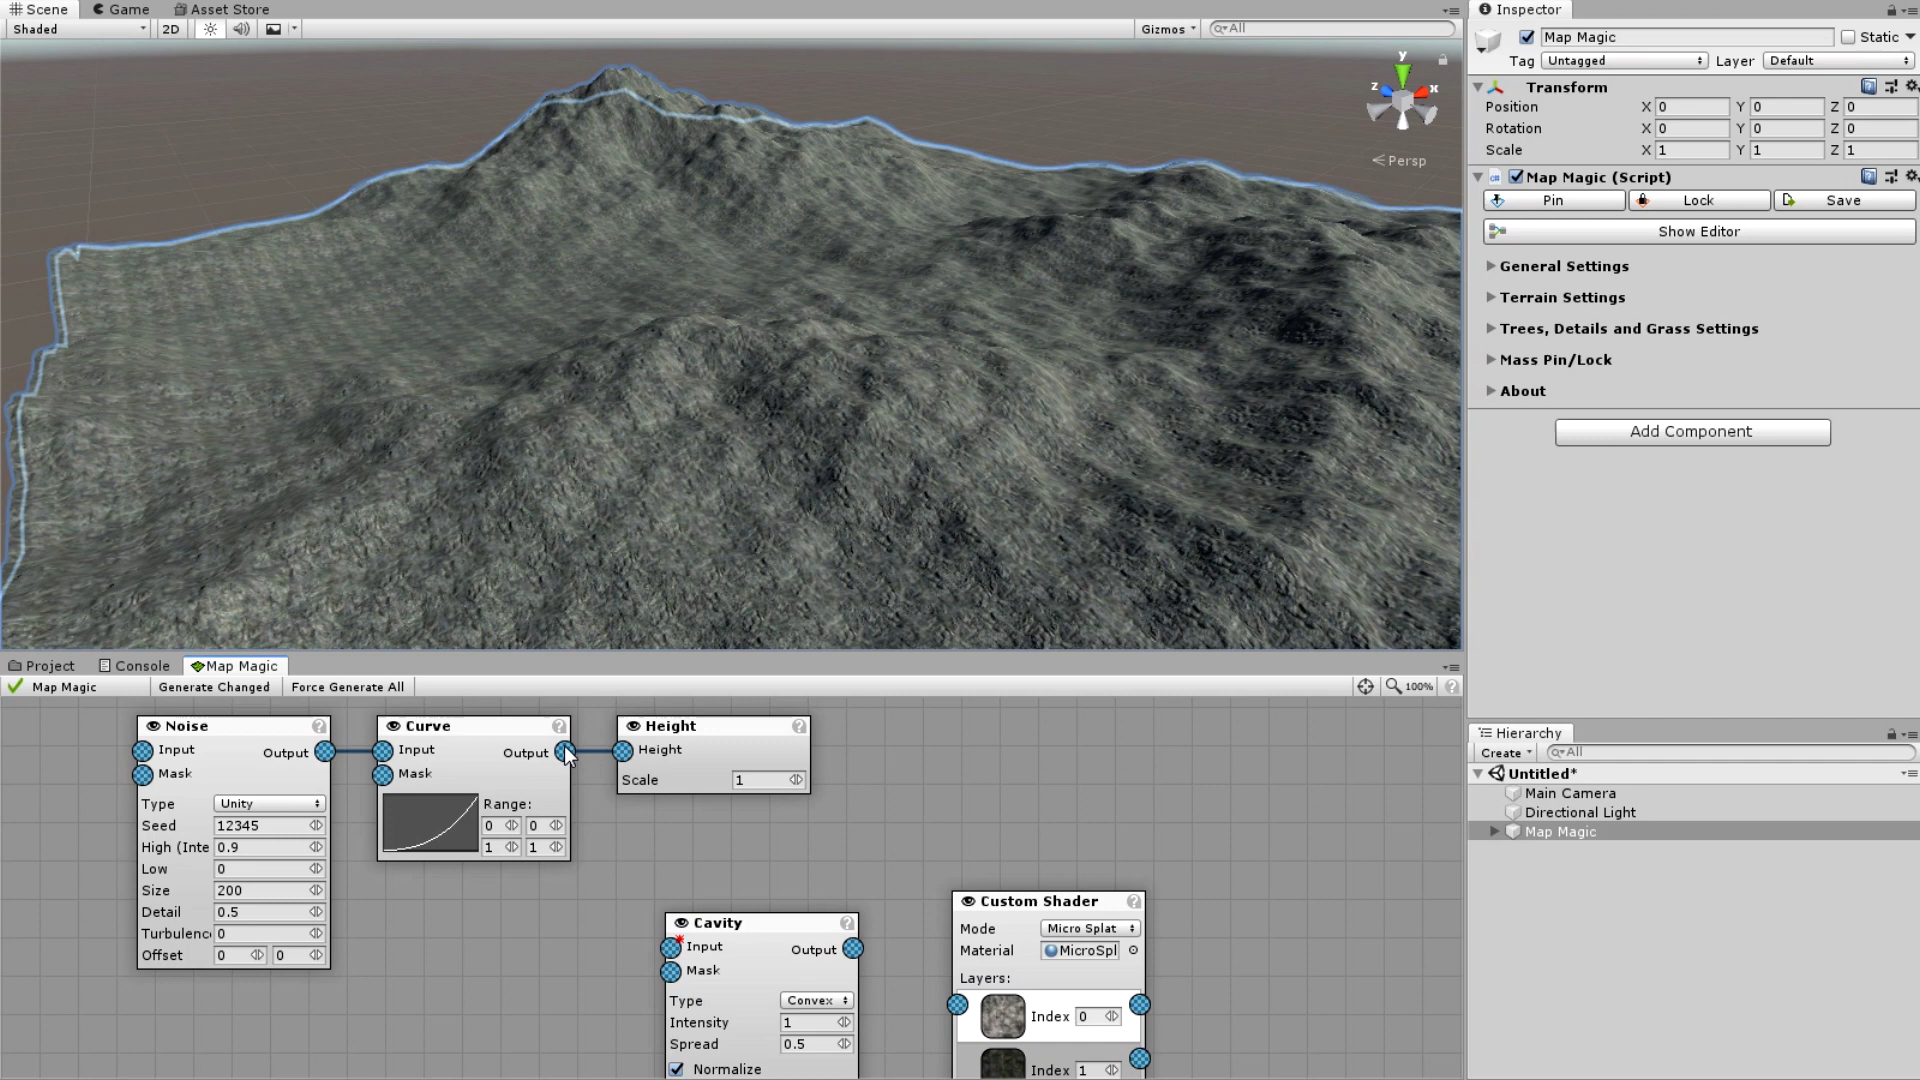 Scene Game Asset Store
Shaded 2D Gizmos All
y
z x
Persp
Inspector
Map Magic Static
Tag Untagged Layer Default
Transform
Position X 0 Y 0 Z 0
Rotation X 0 Y 0 Z 0
Scale X 1 Y 1 Z 1
Map Magic (Script)
Pin Lock Save
Show Editor
General Settings
Terrain Settings
Trees, Details and Grass Settings
Mass Pin/Lock
About
Add Component
Project Console Map Magic
Map Magic Generate Changed Force Generate All 100%
Noise
Input Output
Mask
Type Unity
Seed 12345
High (Inte 0.9
Low 0
Size 200
Detail 0.5
Turbulenc 0
Offset 0 0
Curve
Input Output
Mask
Range:
0 0
1 1
Height
Height
Scale 1
Cavity
Input Output
Mask
Type Convex
Intensity 1
Spread 0.5
Normalize
Custom Shader
Mode Micro Splat
Material MicroSpl
Layers:
Index 0
Index 1
Hierarchy
Create All
Untitled*
Main Camera
Directional Light
Map Magic